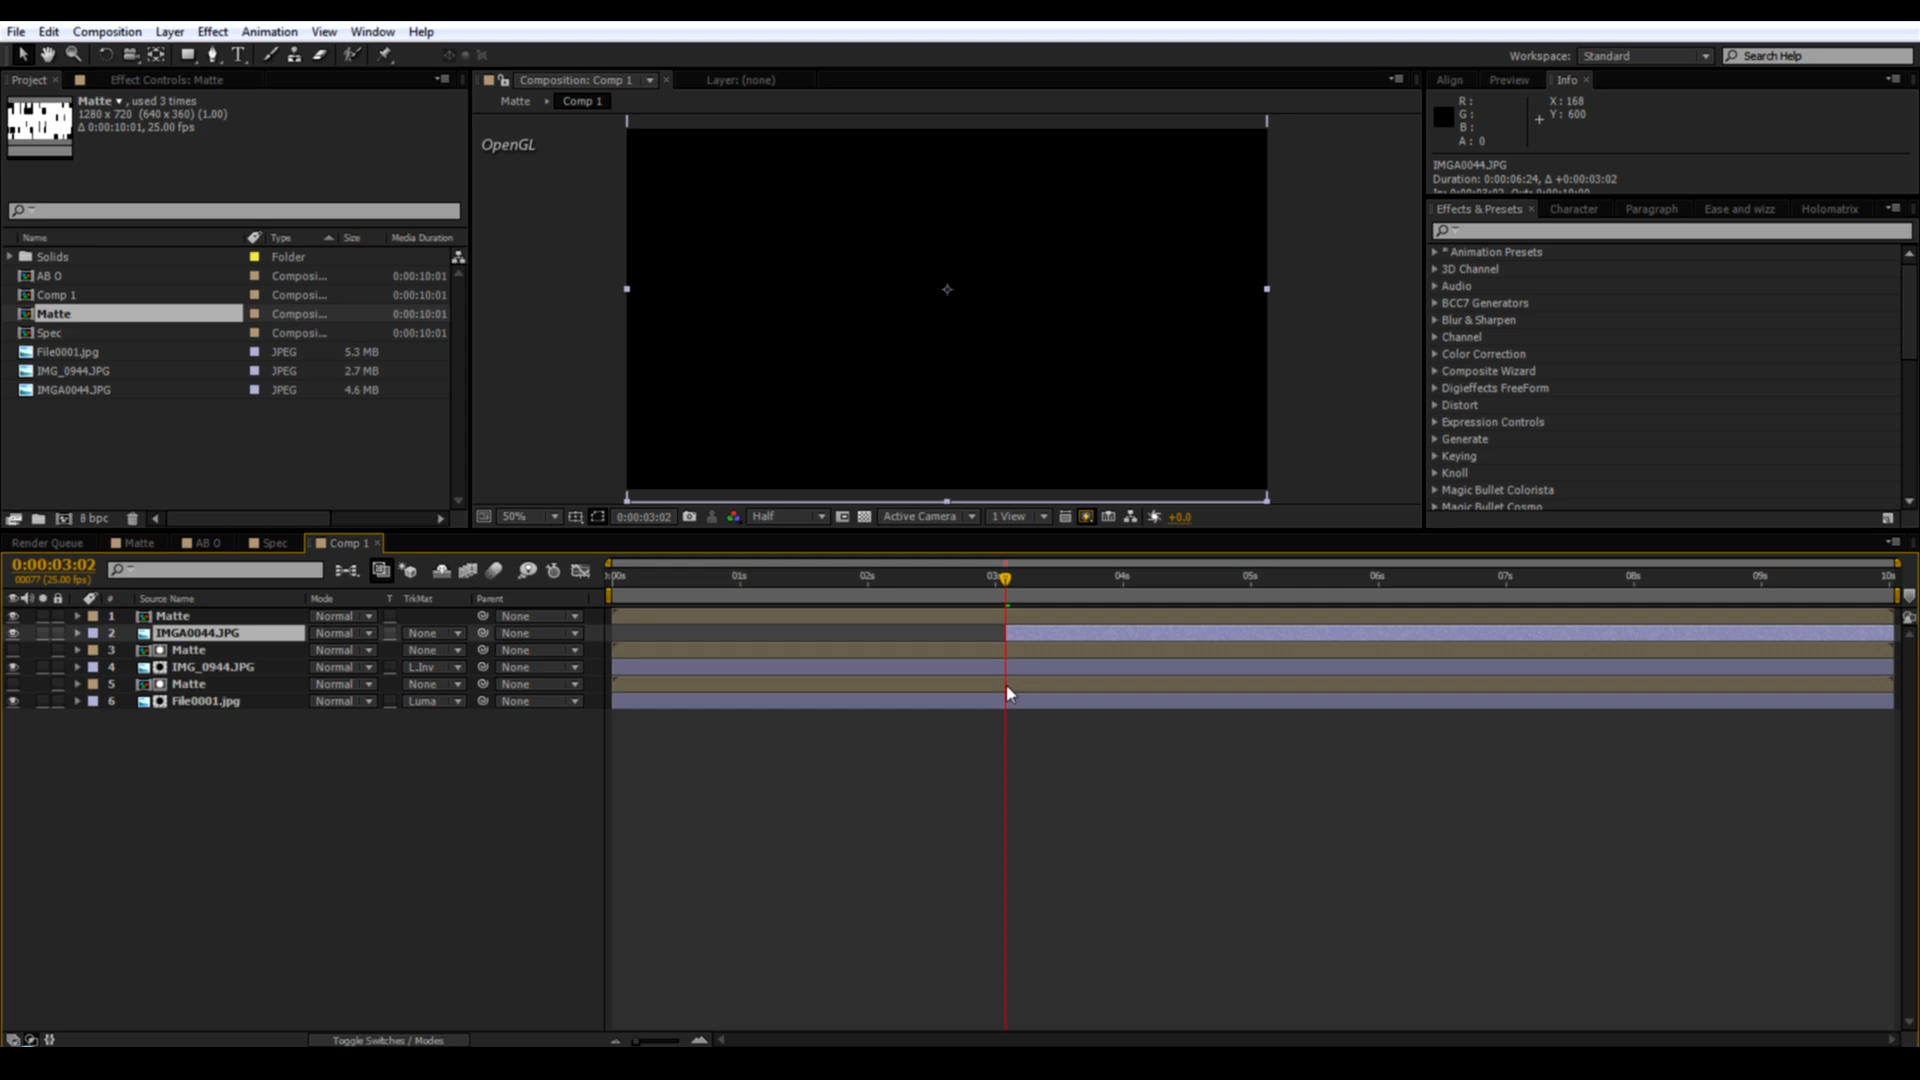 File Edit Composition Layer Effect Animation View Window Help
Workspace: Standard Search Help
Project Effect Controls: Matte
Matte , used 3 times
1280 x 720 (640 x 360) (1.00)
Δ 0:00:10:01, 25.00 fps
Name Type Size Media Duration
Solids Folder
AB O Composi... 0:00:10:01
Comp 1 Composi... 0:00:10:01
Matte Composi... 0:00:10:01
Spec Composi... 0:00:10:01
File0001.jpg JPEG 5.3 MB
IMG_0944.JPG JPEG 2.7 MB
IMGA0044.JPG JPEG 4.6 MB
8 bpc
Composition: Comp 1 Layer: (none)
Matte Comp 1
OpenGL
50% 0:00:03:02 Half Active Camera 1 View +0.0
Align Preview Info
R: X: 168
G: Y: 600
B:
A: 0
IMGA0044.JPG
Duration: 0:00:06:24, Δ +0:00:03:02
Effects & Presets Character Paragraph Ease and wizz Holomatrix
* Animation Presets
3D Channel
Audio
BCC7 Generators
Blur & Sharpen
Channel
Color Correction
Composite Wizard
Digieffects FreeForm
Distort
Expression Controls
Generate
Keying
Knoll
Magic Bullet Colorista
Magic Bullet Cosmo
Render Queue Matte AB O Spec Comp 1
0:00:03:02
00077 (25.00 fps)
:00s 01s 02s 03s 04s 05s 06s 07s 08s 09s 10s
# Source Name Mode T TrkMat Parent
1 Matte Normal None
2 IMGA0044.JPG Normal None None
3 Matte Normal None None
4 IMG_0944.JPG Normal L.Inv None
5 Matte Normal None None
6 File0001.jpg Normal Luma None
Toggle Switches / Modes